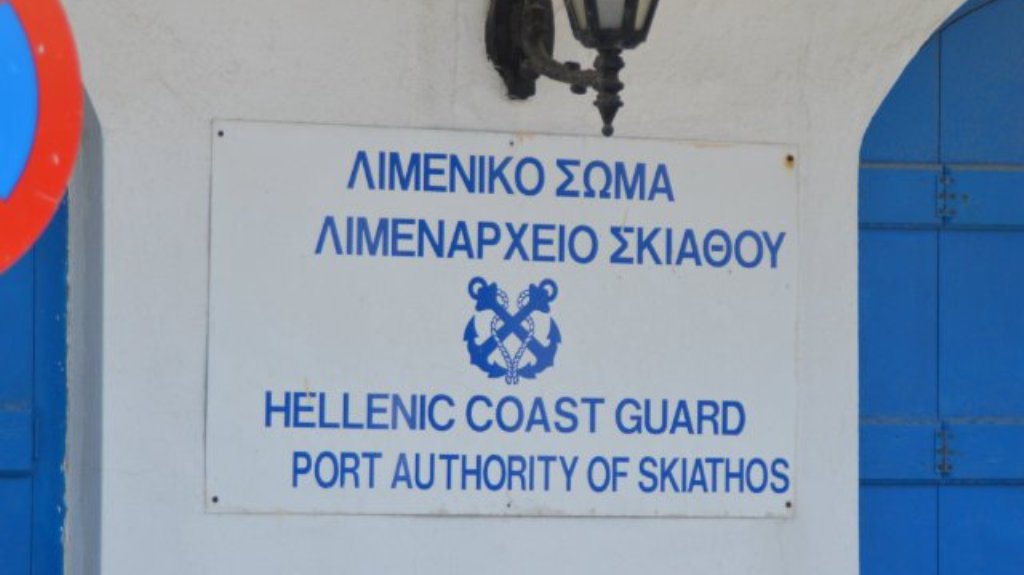 ΛΙΜΕΝΙΚΟ ΣΩΜΑ
ΛΙΜΕΝΑΡΧΕΙΟ ΣΚΙΑΘΟΥ
HELLENIC COAST GUARD
PORT AUTHORITY OF SKIATHOS